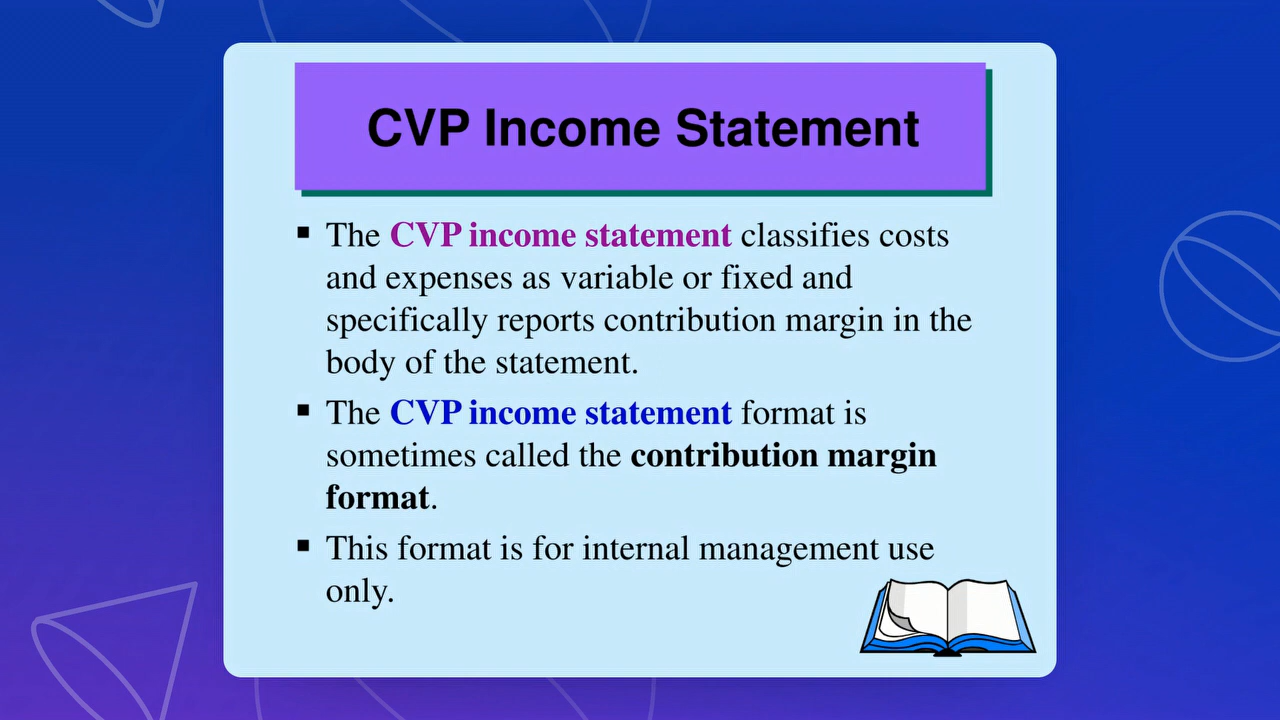 CVP Income Statement
▪ The CVP income statement classifies costs
and expenses as variable or fixed and
specifically reports contribution margin in the
body of the statement.
▪ The CVP income statement format is
sometimes called the contribution margin
format.
▪ This format is for internal management use
only.